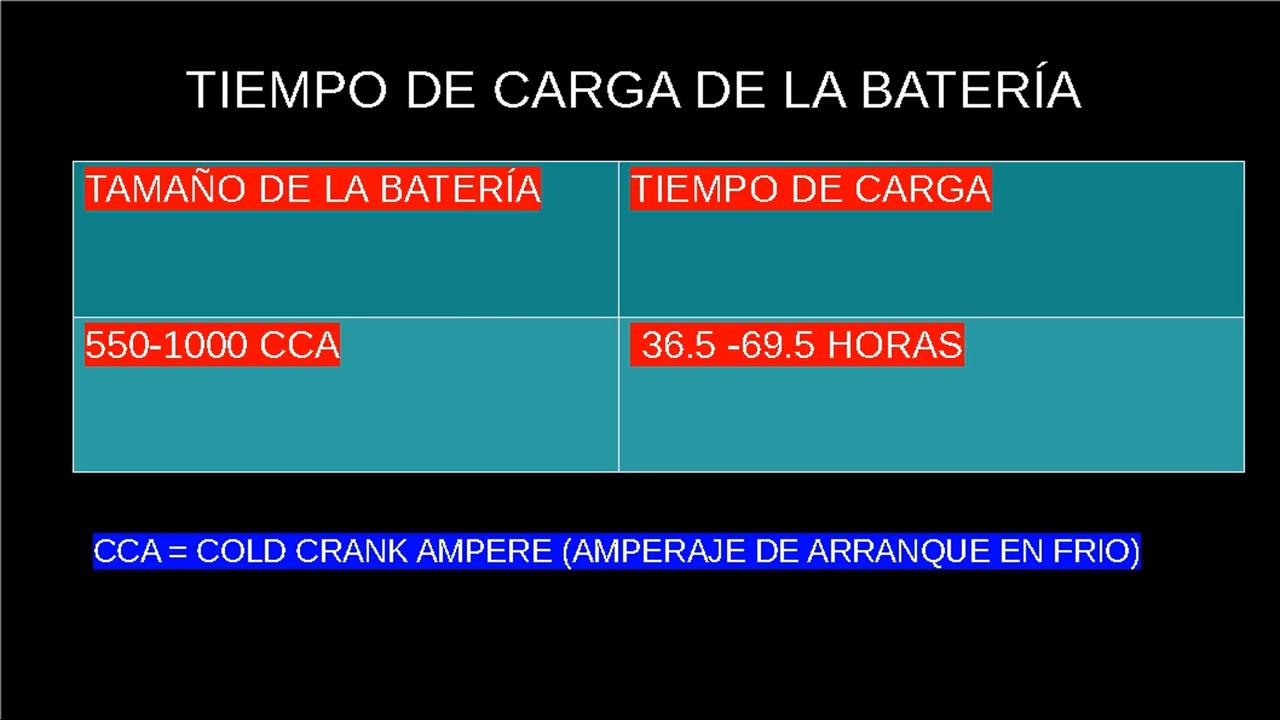 TIEMPO DE CARGA DE LA BATERÍA
TAMAÑO DE LA BATERÍA
TIEMPO DE CARGA
550-1000 CCA
36.5 -69.5 HORAS
CCA = COLD CRANK AMPERE (AMPERAJE DE ARRANQUE EN FRIO)